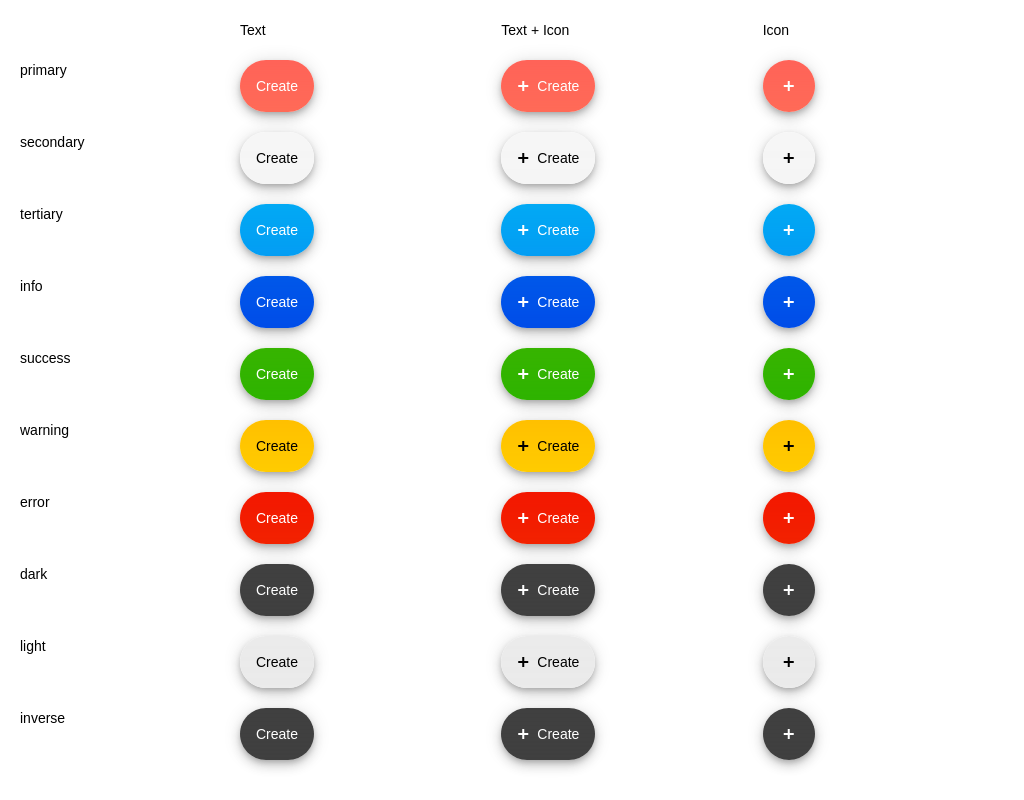 Text Text + Icon Icon
primary Create + Create +
secondary Create + Create +
tertiary Create + Create +
info Create + Create +
success Create + Create +
warning Create + Create +
error Create + Create +
dark Create + Create +
light Create + Create +
inverse Create + Create +